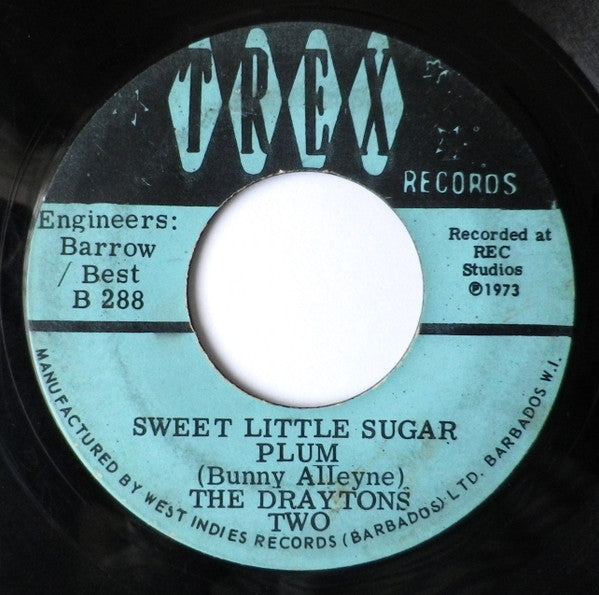 TREX
RECORDS
Engineers:
Barrow
/ Best
B 288
Recorded at
REC
Studios
℗1973
SWEET LITTLE SUGAR
PLUM
(Bunny Alleyne)
THE DRAYTONS
TWO
MANUFACTURED BY WEST INDIES RECORDS (BARBADOS) LTD. BARBADOS W.I.